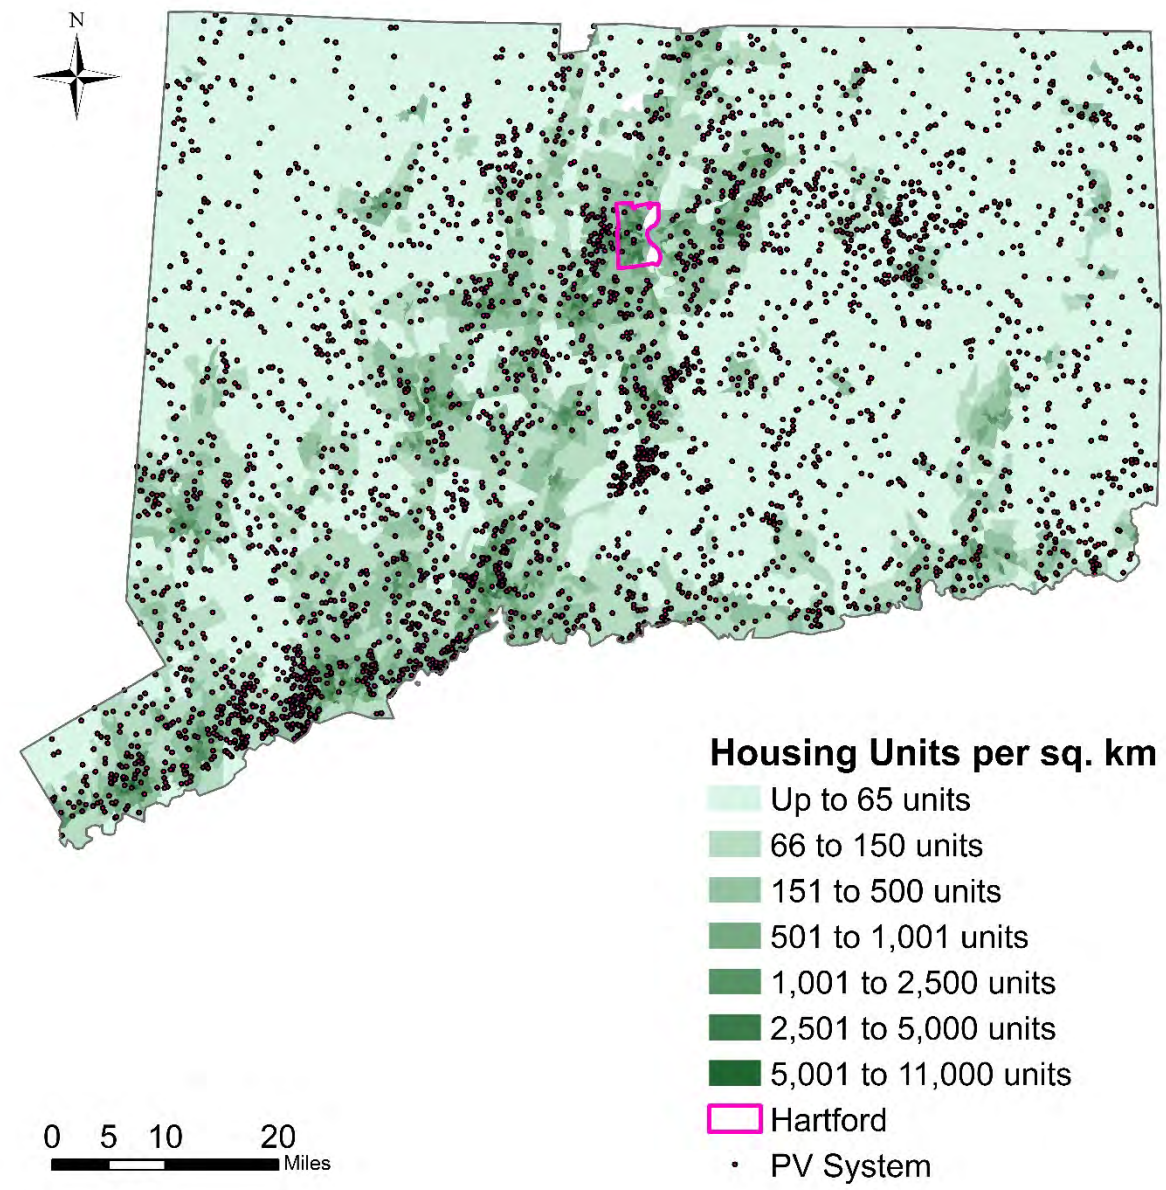 N
Housing Units per sq. km
Up to 65 units
66 to 150 units
151 to 500 units
501 to 1,001 units
1,001 to 2,500 units
2,501 to 5,000 units
5,001 to 11,000 units
Hartford
PV System
0 5 10 20
Miles